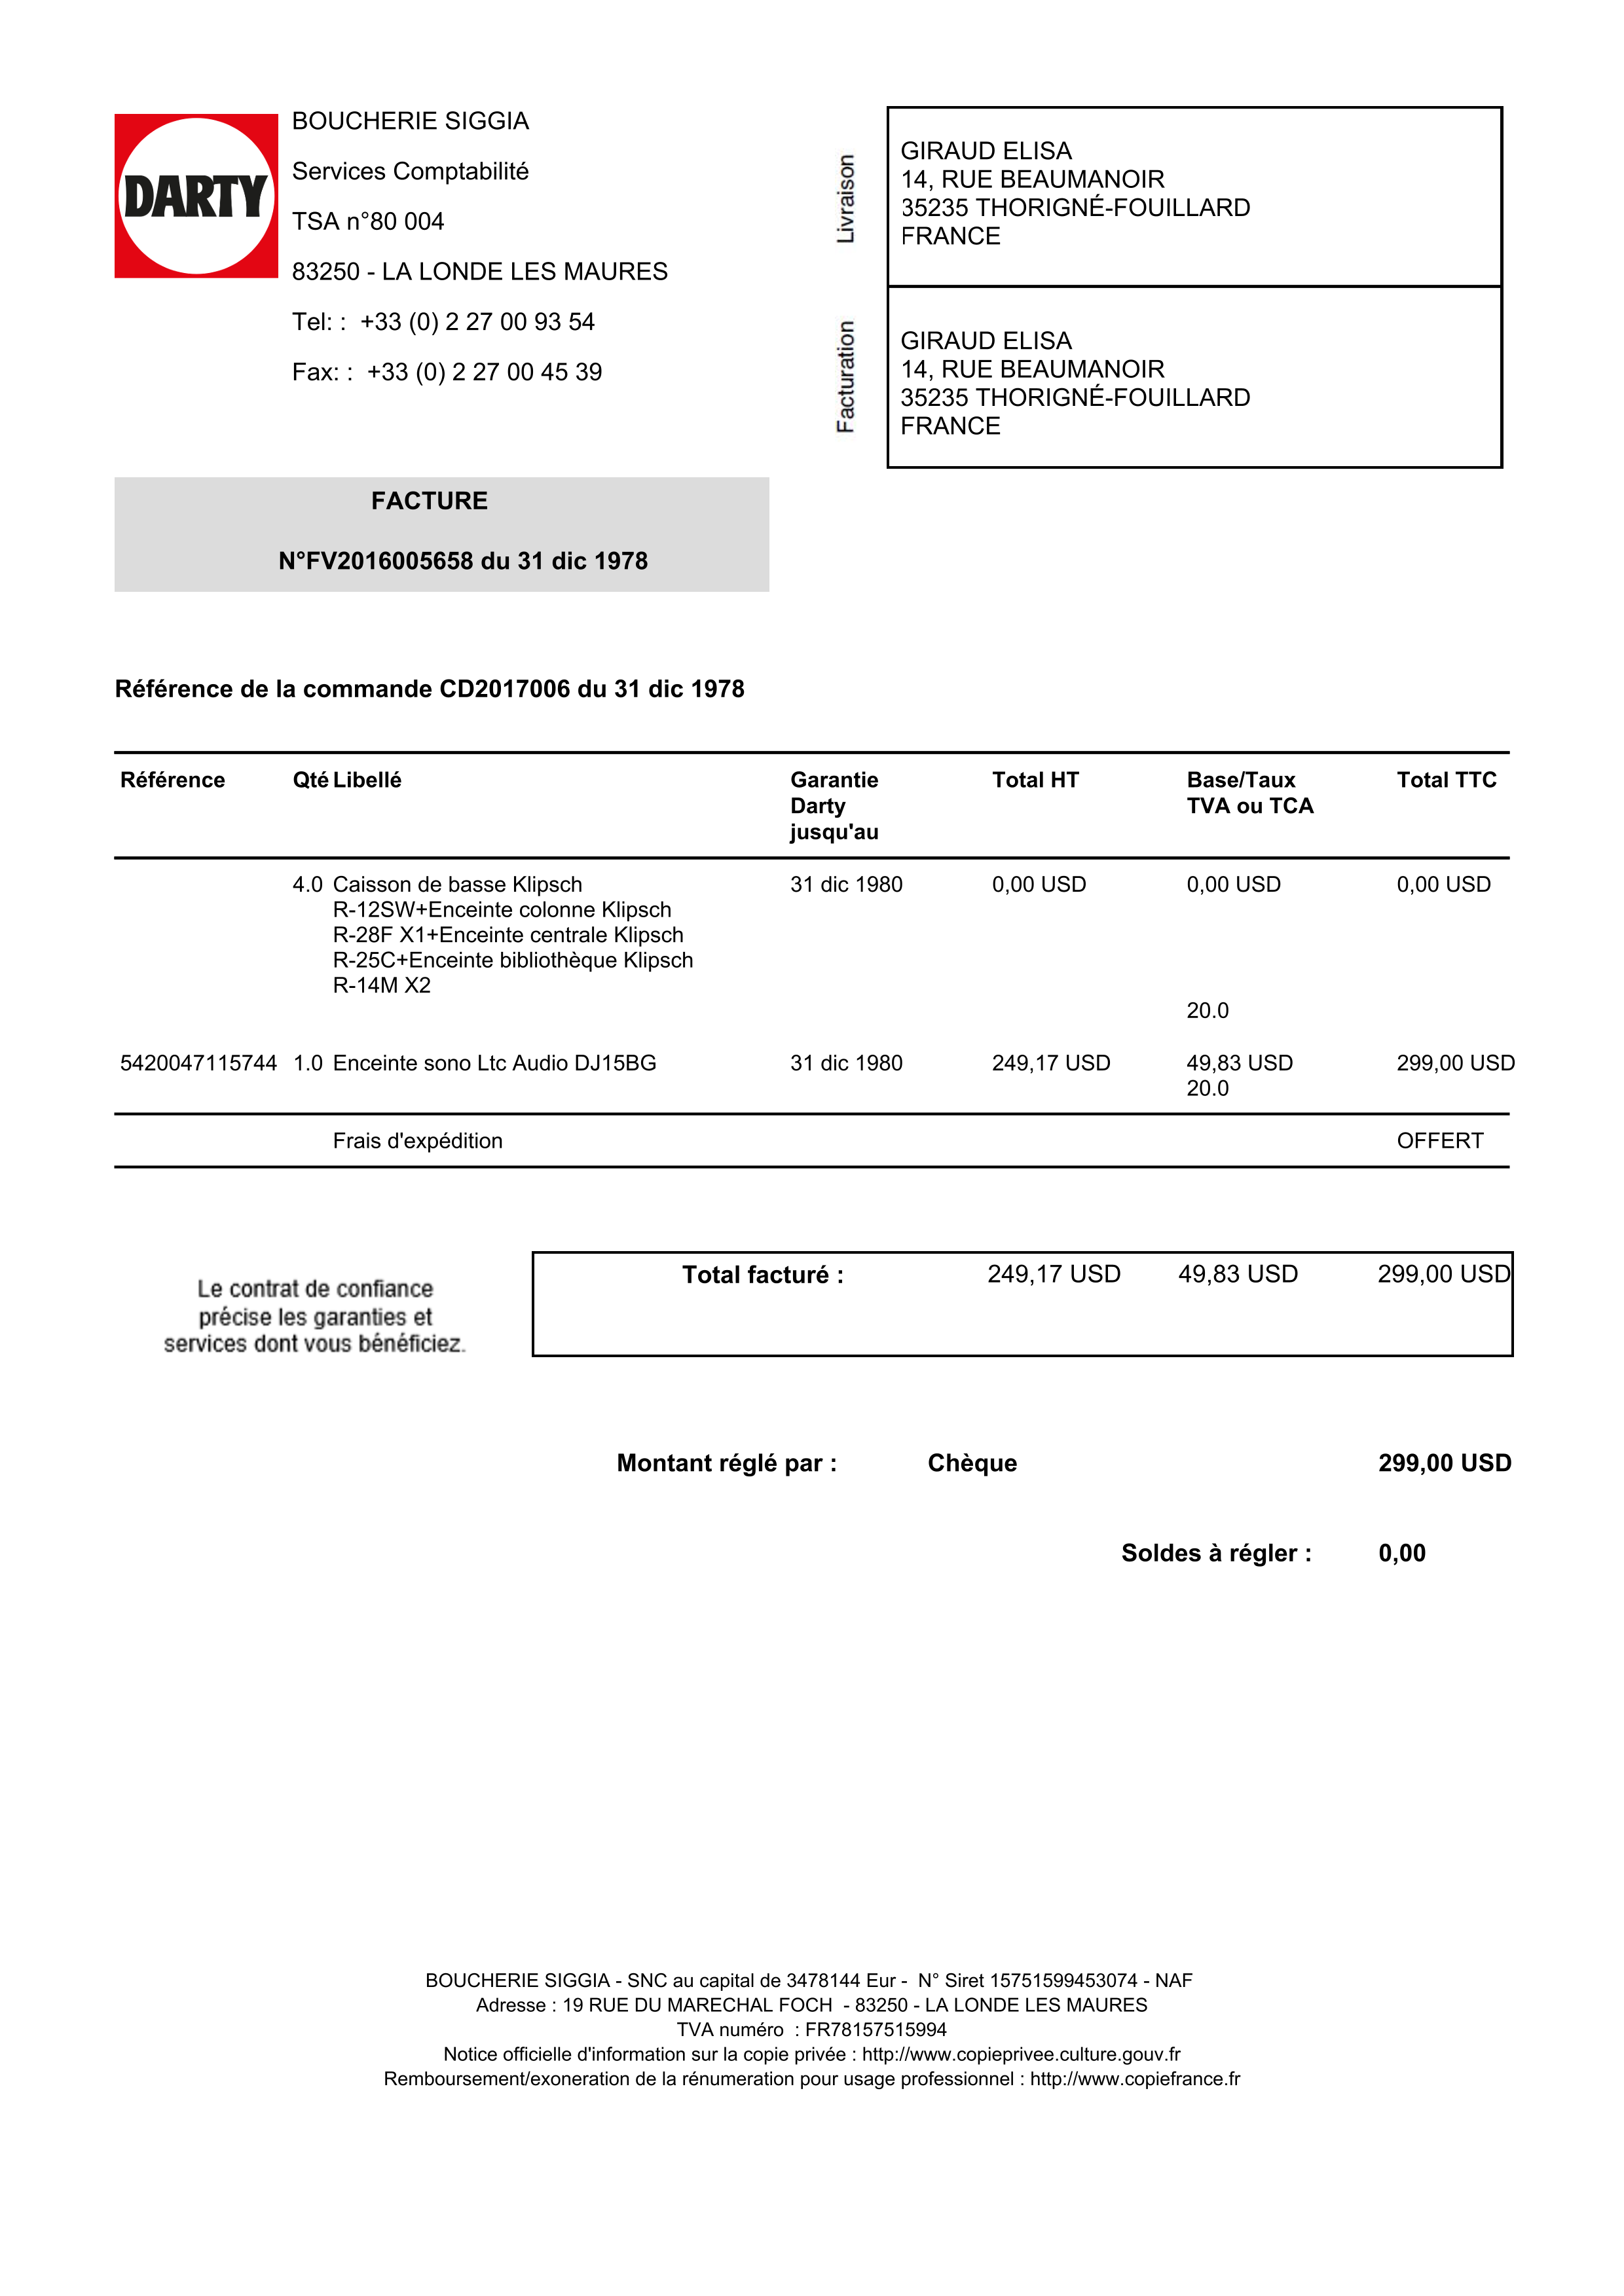 DARTY
BOUCHERIE SIGGIA
Services Comptabilité
TSA n°80 004
83250 - LA LONDE LES MAURES
Tel: : +33 (0) 2 27 00 93 54
Fax: : +33 (0) 2 27 00 45 39
Livraison
GIRAUD ELISA
14, RUE BEAUMANOIR
35235 THORIGNÉ-FOUILLARD
FRANCE
Facturation
GIRAUD ELISA
14, RUE BEAUMANOIR
35235 THORIGNÉ-FOUILLARD
FRANCE
FACTURE
N°FV2016005658 du 31 dic 1978
Référence de la commande CD2017006 du 31 dic 1978
Référence Qté Libellé Garantie Total HT Base/Taux Total TTC
Darty TVA ou TCA
jusqu'au
4.0 Caisson de basse Klipsch 31 dic 1980 0,00 USD 0,00 USD 0,00 USD
R-12SW+Enceinte colonne Klipsch
R-28F X1+Enceinte centrale Klipsch
R-25C+Enceinte bibliothèque Klipsch
R-14M X2
20.0
5420047115744 1.0 Enceinte sono Ltc Audio DJ15BG 31 dic 1980 249,17 USD 49,83 USD 299,00 USD
20.0
Frais d'expédition OFFERT
Le contrat de confiance
précise les garanties et
services dont vous bénéficiez.
Total facturé : 249,17 USD 49,83 USD 299,00 USD
Montant réglé par : Chèque 299,00 USD
Soldes à régler : 0,00
BOUCHERIE SIGGIA - SNC au capital de 3478144 Eur - N° Siret 15751599453074 - NAF
Adresse : 19 RUE DU MARECHAL FOCH - 83250 - LA LONDE LES MAURES
TVA numéro : FR78157515994
Notice officielle d'information sur la copie privée : http://www.copieprivee.culture.gouv.fr
Remboursement/exoneration de la rénumeration pour usage professionnel : http://www.copiefrance.fr